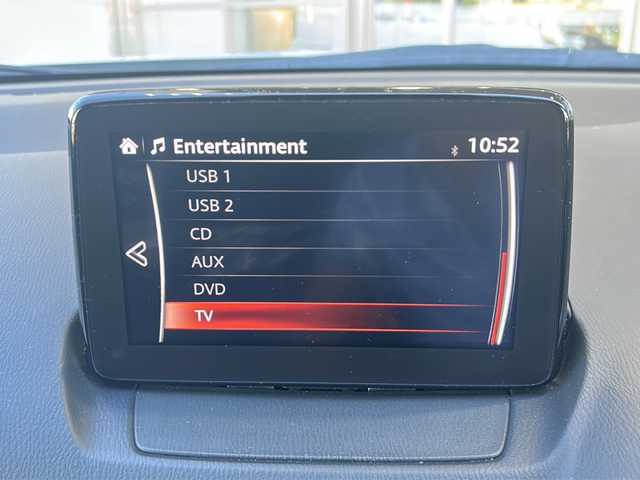 Entertainment 10:52
USB 1
USB 2
CD
AUX
DVD
TV